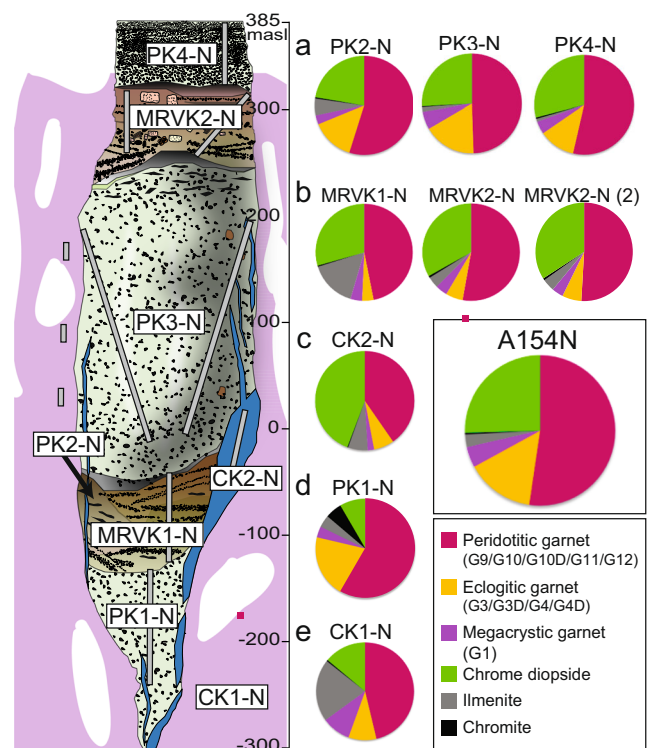 385
masl
PK4-N
300
MRVK2-N
200
PK3-N
100
0
PK2-N
CK2-N
MRVK1-N
-100
PK1-N
-200
CK1-N
-300
a
PK2-N
PK3-N
PK4-N
b
MRVK1-N
MRVK2-N
MRVK2-N (2)
c
CK2-N
A154N
d
PK1-N
e
CK1-N
Peridotitic garnet
(G9/G10/G10D/G11/G12)
Eclogitic garnet
(G3/G3D/G4/G4D)
Megacrystic garnet
(G1)
Chrome diopside
Ilmenite
Chromite